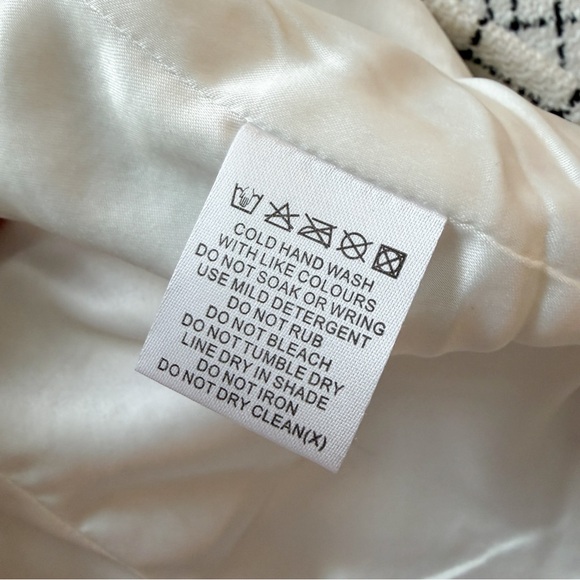 COLD HAND WASH
WITH LIKE COLOURS
DO NOT SOAK OR WRING
USE MILD DETERGENT
DO NOT RUB
DO NOT BLEACH
DO NOT TUMBLE DRY
LINE DRY IN SHADE
DO NOT IRON
DO NOT DRY CLEAN(X)